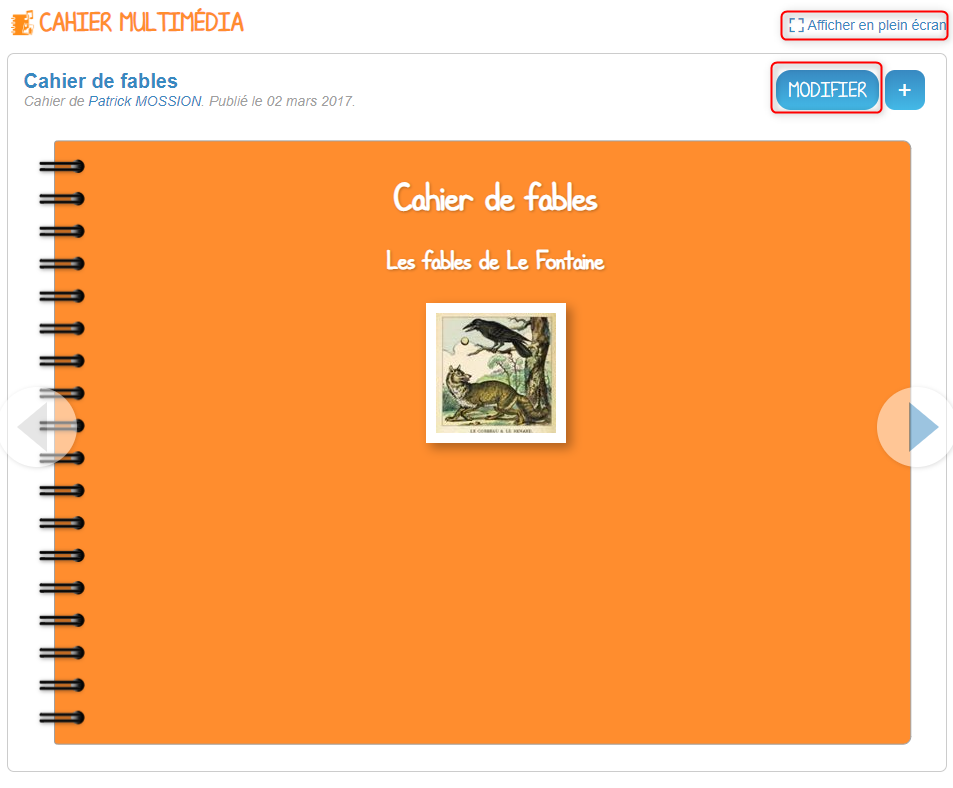 CAHIER MULTIMÉDIA
Afficher en plein écran
Cahier de fables
Cahier de Patrick MOSSION. Publié le 02 mars 2017.
MODIFIER
+
Cahier de fables
Les fables de Le Fontaine
LE CORBEAU & LE RENARD.